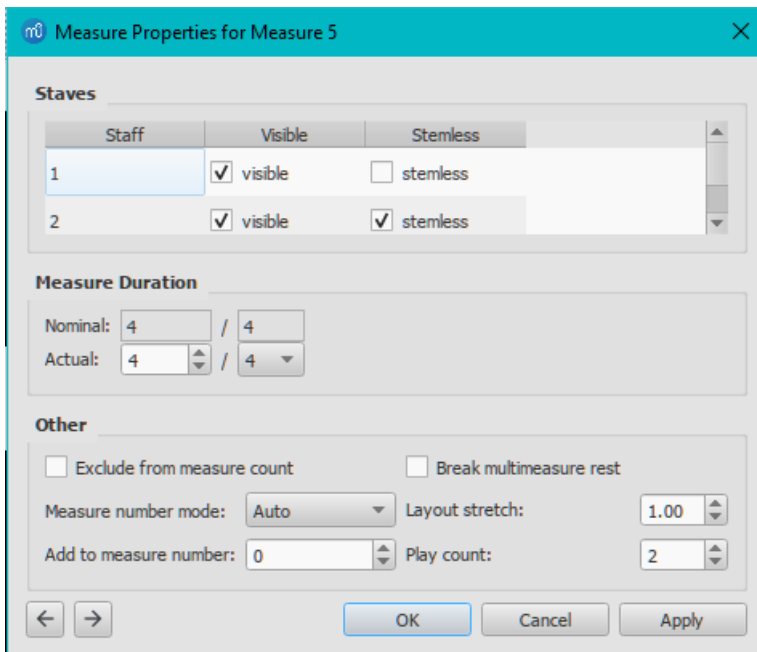 Measure Properties for Measure 5
Staves
Staff Visible Stemless
1 visible stemless
2 visible stemless
Measure Duration
Nominal: 4 / 4
Actual: 4 / 4
Other
Exclude from measure count Break multimeasure rest
Measure number mode: Auto Layout stretch: 1.00
Add to measure number: 0 Play count: 2
OK Cancel Apply